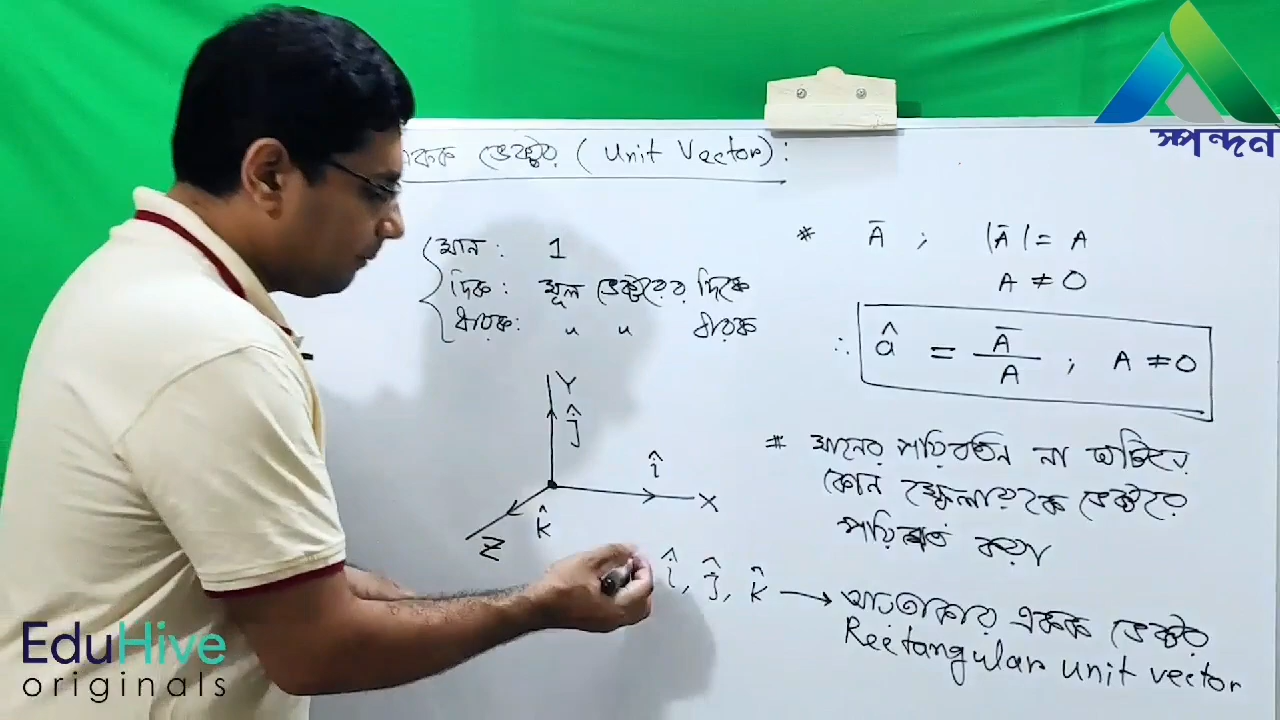 একক ভেক্টর ( Unit Vector) :
মান : 1
দিক : মূল ভেক্টরের দিকে
ধারক : " " ধারক
Y
ĵ
î
X
k̂
Z
î, ĵ, k̂ → আয়তাকার একক ভেক্টর
Rectangular unit vector
* Ā ; |Ā| = A
A ≠ 0
∴ â = Ā / A ; A ≠ 0
* মানের পরিবর্তন না ঘটিয়ে
কোন স্কেলারকে ভেক্টরে
পরিবর্তন করা
স্পন্দন
EduHive
originals